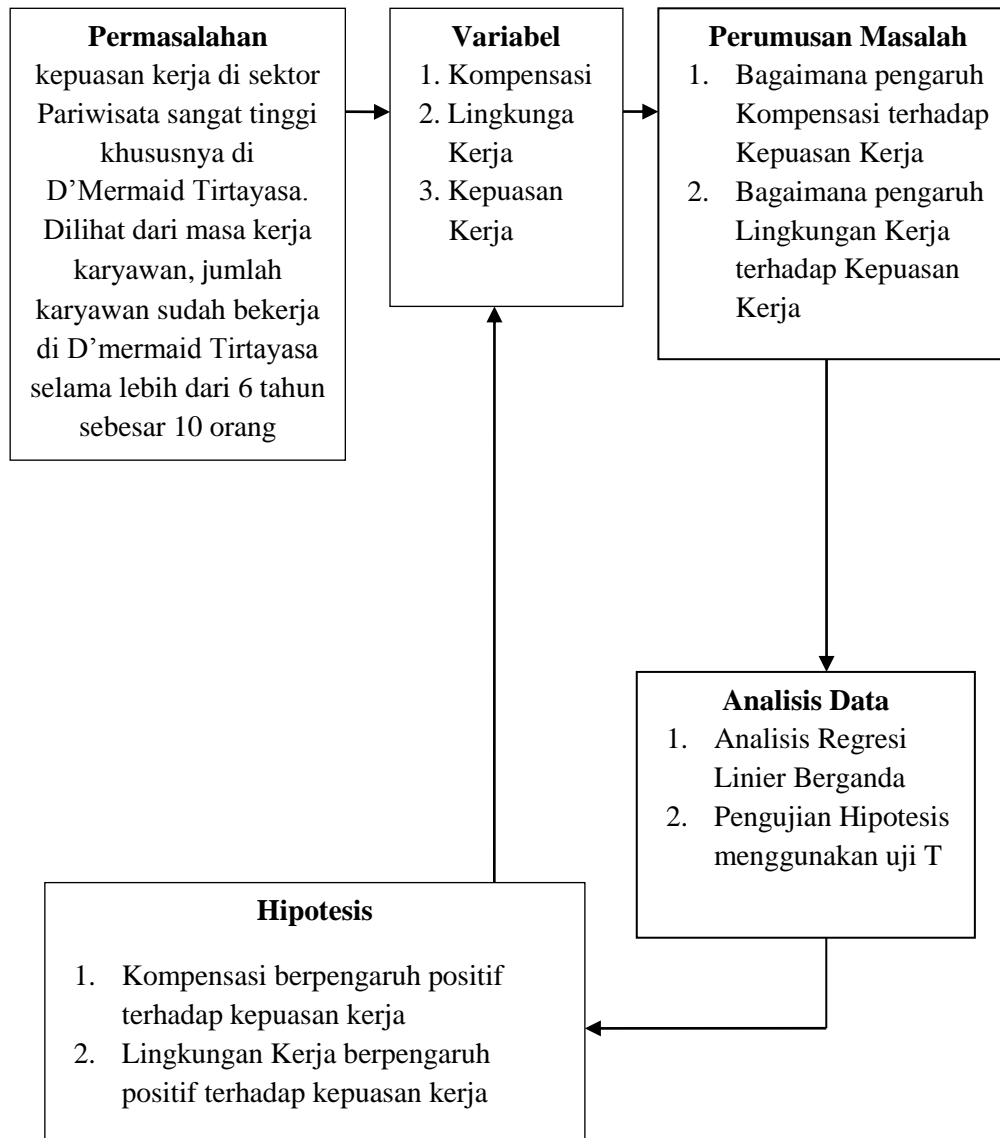 Permasalahan
kepuasan kerja di sektor
Pariwisata sangat tinggi
khususnya di
D’Mermaid Tirtayasa.
Dilihat dari masa kerja
karyawan, jumlah
karyawan sudah bekerja
di D’mermaid Tirtayasa
selama lebih dari 6 tahun
sebesar 10 orang
Variabel
1. Kompensasi
2. Lingkunga
Kerja
3. Kepuasan
Kerja
Perumusan Masalah
1. Bagaimana pengaruh
Kompensasi terhadap
Kepuasan Kerja
2. Bagaimana pengaruh
Lingkungan Kerja
terhadap Kepuasan
Kerja
Analisis Data
1. Analisis Regresi
Linier Berganda
2. Pengujian Hipotesis
menggunakan uji T
Hipotesis
1. Kompensasi berpengaruh positif
terhadap kepuasan kerja
2. Lingkungan Kerja berpengaruh
positif terhadap kepuasan kerja